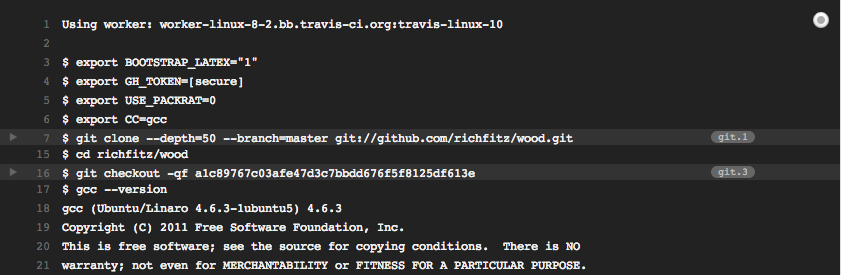 1 Using worker: worker-linux-8-2.bb.travis-ci.org:travis-linux-10
2
3 $ export BOOTSTRAP_LATEX="1"
4 $ export GH_TOKEN=[secure]
5 $ export USE_PACKRAT=0
6 $ export CC=gcc
7 $ git clone --depth=50 --branch=master git://github.com/richfitz/wood.git git.1
15 $ cd richfitz/wood
16 $ git checkout -qf a1c89767c03afe47d3c7bbdd676f5f8125df613e git.3
17 $ gcc --version
18 gcc (Ubuntu/Linaro 4.6.3-1ubuntu5) 4.6.3
19 Copyright (C) 2011 Free Software Foundation, Inc.
20 This is free software; see the source for copying conditions.  There is NO
21 warranty; not even for MERCHANTABILITY or FITNESS FOR A PARTICULAR PURPOSE.